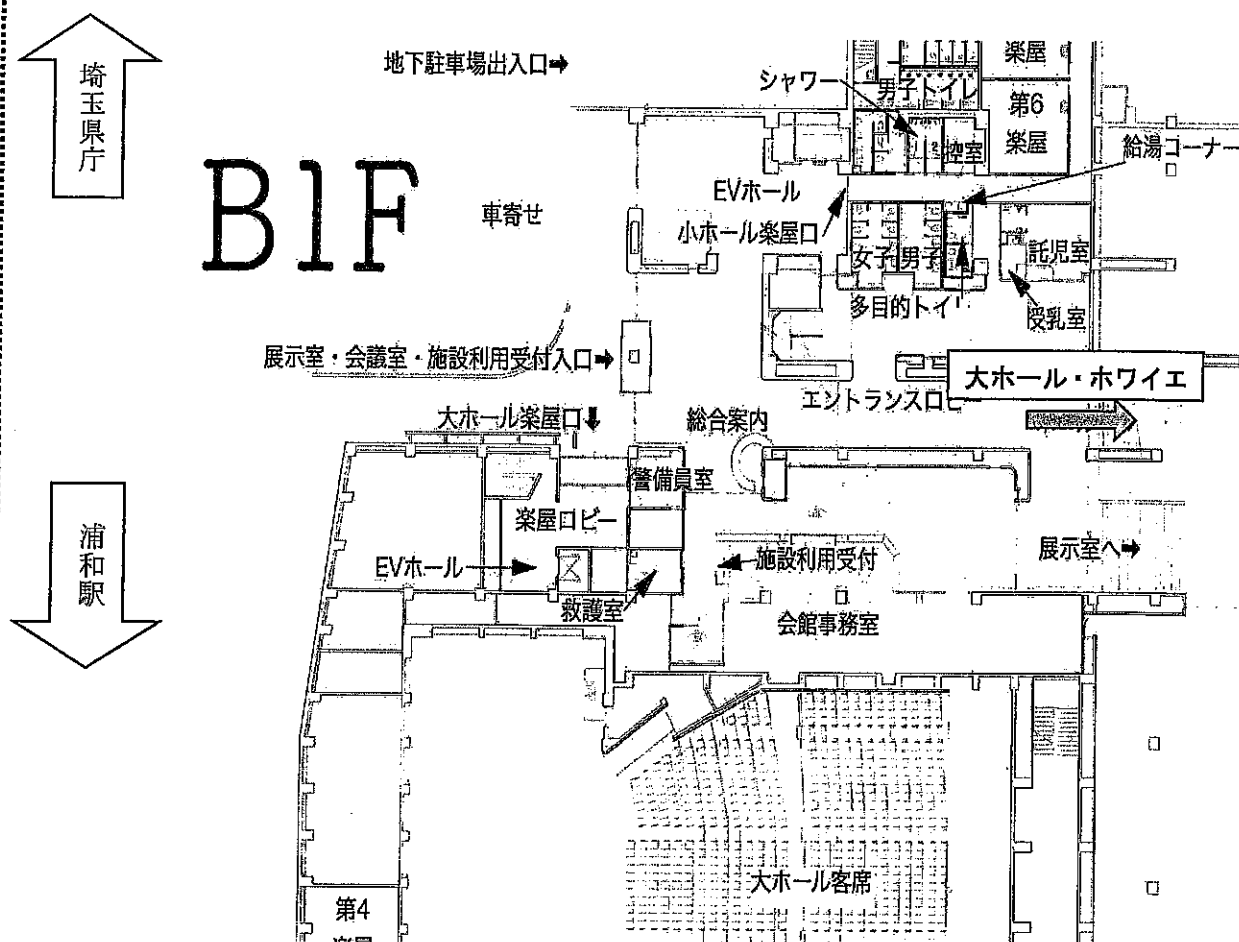 埼玉県庁
B1F
地下駐車場出入口➡
車寄せ
シャワー
男子トイレ
楽屋
第6
楽屋
控室
給湯コーナー
EVホール
小ホール楽屋口
女子
男子
託児室
多目的トイ
授乳室
展示室・会議室・施設利用受付入口➡
大ホール・ホワイエ
エントランスロビ
大ホール楽屋口⬇
総合案内
警備員室
浦和駅
楽屋ロビー
EVホール
救護室
施設利用受付
展示室へ➡
会館事務室
大ホール客席
第4